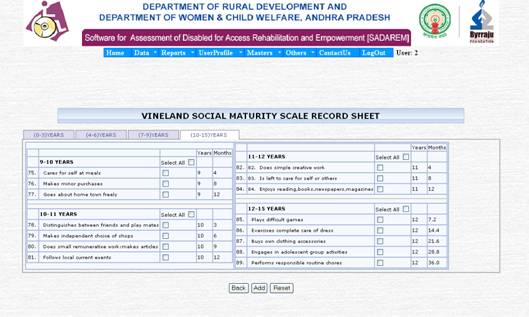 DEPARTMENT OF RURAL DEVELOPMENT AND
DEPARTMENT OF WOMEN & CHILD WELFARE, ANDHRA PRADESH
Software for Assessment of Disabled for Access Rehabilitation and Empowerment [SADAREM]
Byrraju
FOUNDATION
Home Data Reports UserProfile Masters Others ContactUs LogOut User: 2
VINELAND SOCIAL MATURITY SCALE RECORD SHEET
(0-3)YEARS (4-6)YEARS (7-9)YEARS (10-15)YEARS
Years Months
9-10 YEARS Select All
75. Cares for self at meals 9 4
76. Makes minor purchases 9 8
77. Goes about home town freely 9 12
10-11 YEARS Select All
78. Distinguishes between friends and play mates 10 3
79. Makes independent choice of shops 10 6
80. Does small remunerative work:makes articles 10 9
81. Follows local current events 10 12
Years Months
11-12 YEARS Select All
82. 82. Does simple creative work 11 4
83. 83. Is left to care for self or others 11 8
84. 84. Enjoys reading,books,newspapers,magazines 11 12
12-15 YEARS Select All
85. Plays difficult games 12 7.2
86. Exercises complete care of dress 12 14.4
87. Buys own clothing accessories 12 21.6
88. Engages in adolescent group activities 12 28.8
89. Performs responsible routine chores 12 36.0
Back Add Reset